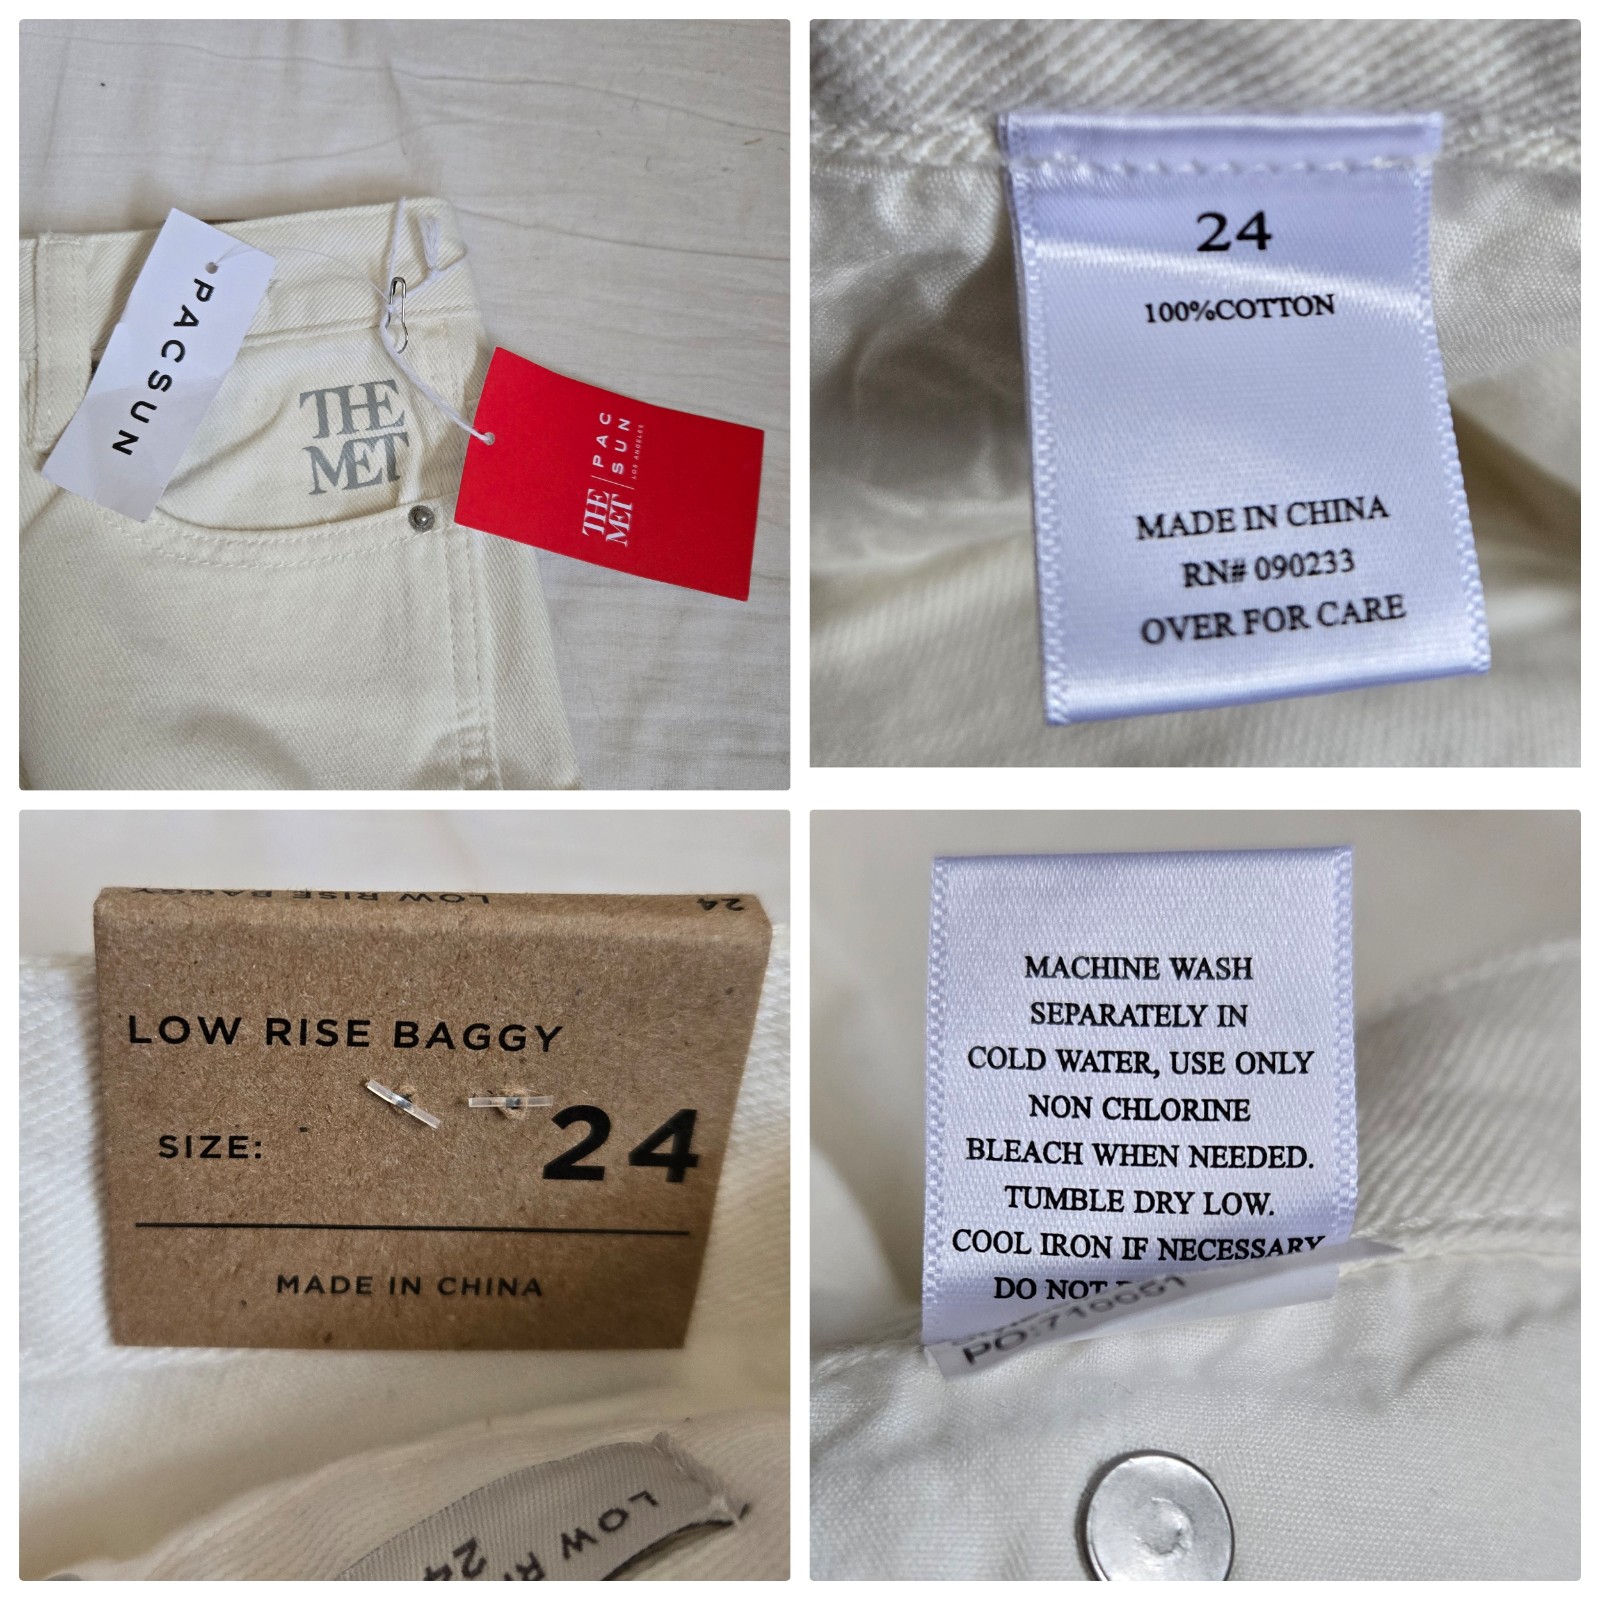 PACSUN
THE
MET
THE
MET
PAC
SUN
LOS ANGELES
24
100%COTTON
MADE IN CHINA
RN# 090233
OVER FOR CARE
LOW RISE BAGGY
24
LOW RISE BAGGY
SIZE:
24
MADE IN CHINA
LOW
24
MACHINE WASH
SEPARATELY IN
COLD WATER, USE ONLY
NON CHLORINE
BLEACH WHEN NEEDED.
TUMBLE DRY LOW.
COOL IRON IF NECESSARY
DO NOT